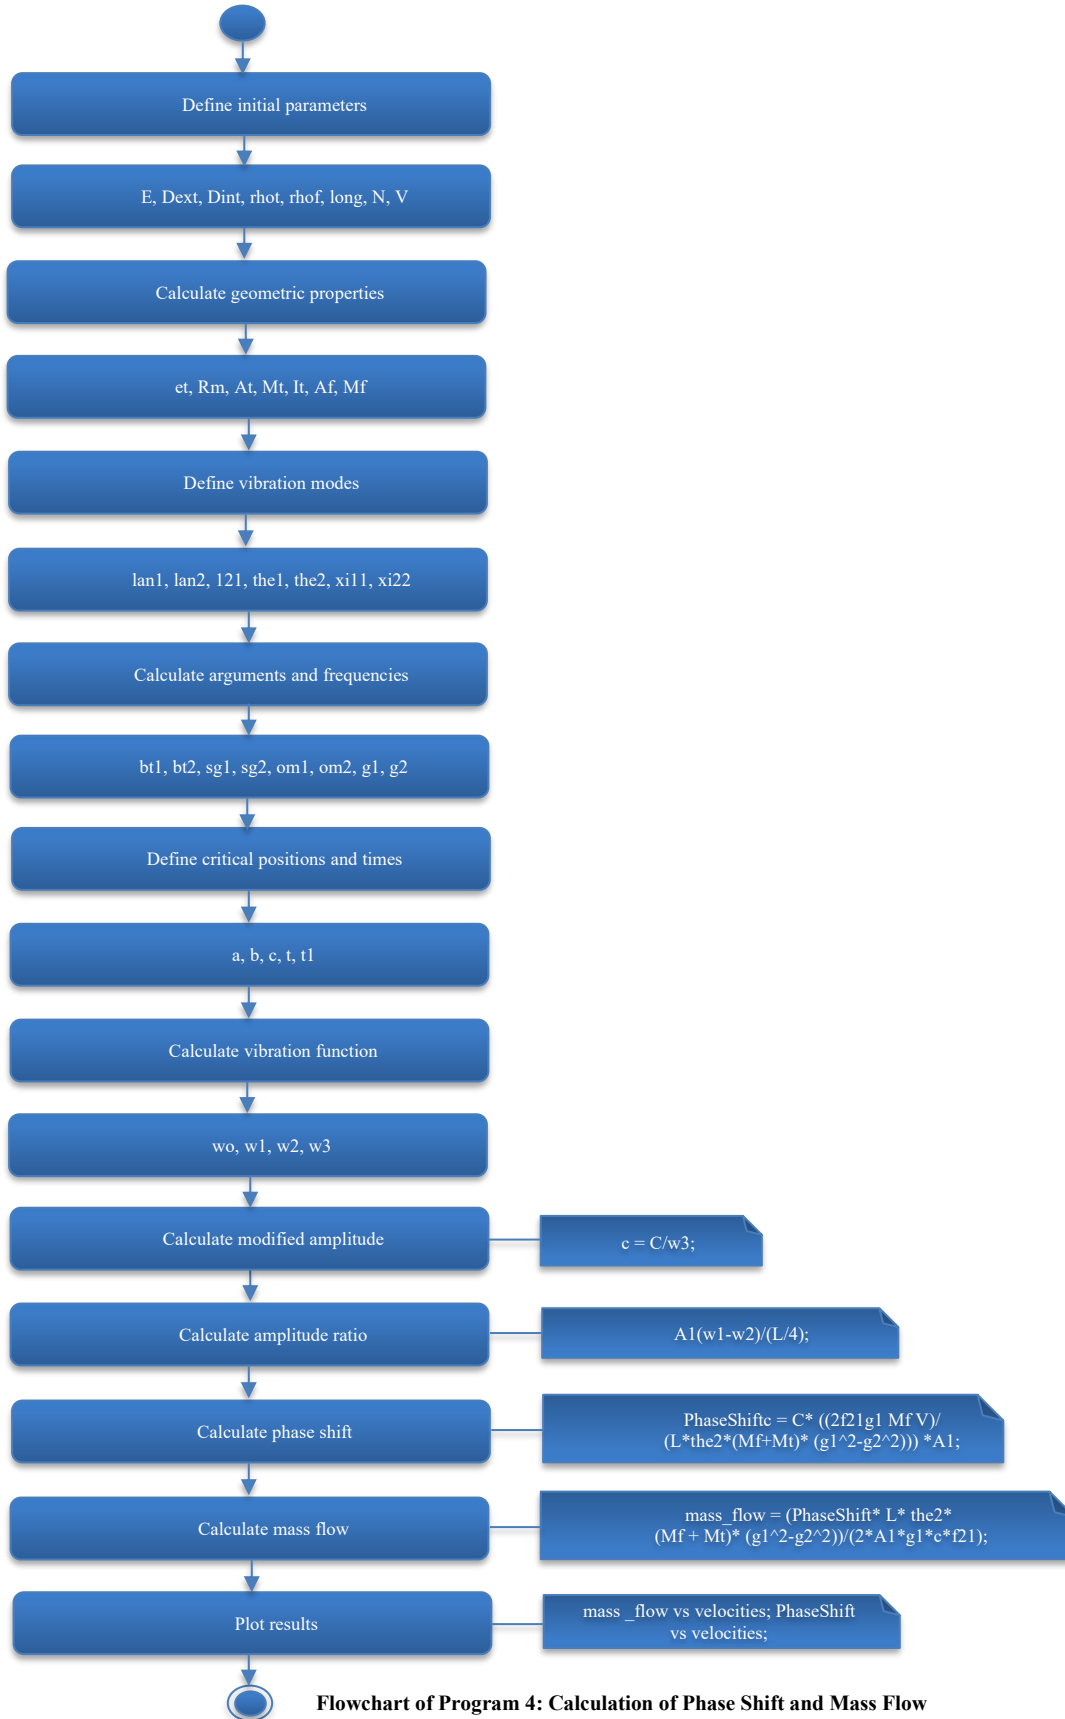 Define initial parameters
E, Dext, Dint, rhot, rhof, long, N, V
Calculate geometric properties
et, Rm, At, Mt, It, Af, Mf
Define vibration modes
lan1, lan2, 121, the1, the2, xi11, xi22
Calculate arguments and frequencies
bt1, bt2, sg1, sg2, om1, om2, g1, g2
Define critical positions and times
a, b, c, t, t1
Calculate vibration function
wo, w1, w2, w3
Calculate modified amplitude
c = C/w3;
Calculate amplitude ratio
A1(w1-w2)/(L/4);
Calculate phase shift
PhaseShiftc = C* ((2f21g1 Mf V)/
(L*the2*(Mf+Mt)* (g1^2-g2^2))) *A1;
Calculate mass flow
mass_flow = (PhaseShift* L* the2*
(Mf + Mt)* (g1^2-g2^2))/(2*A1*g1*c*f21);
Plot results
mass _flow vs velocities; PhaseShift
vs velocities;
Flowchart of Program 4: Calculation of Phase Shift and Mass Flow